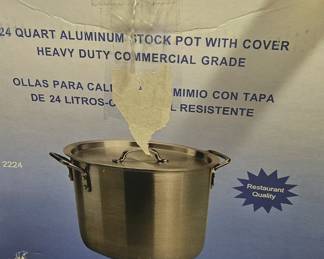 24 QUART ALUMINUM STOCK POT WITH COVER
HEAVY DUTY COMMERCIAL GRADE
OLLAS PARA CAL MIMIO CON TAPA
DE 24 LITROS-C L RESISTENTE
2224
Restaurant
Quality